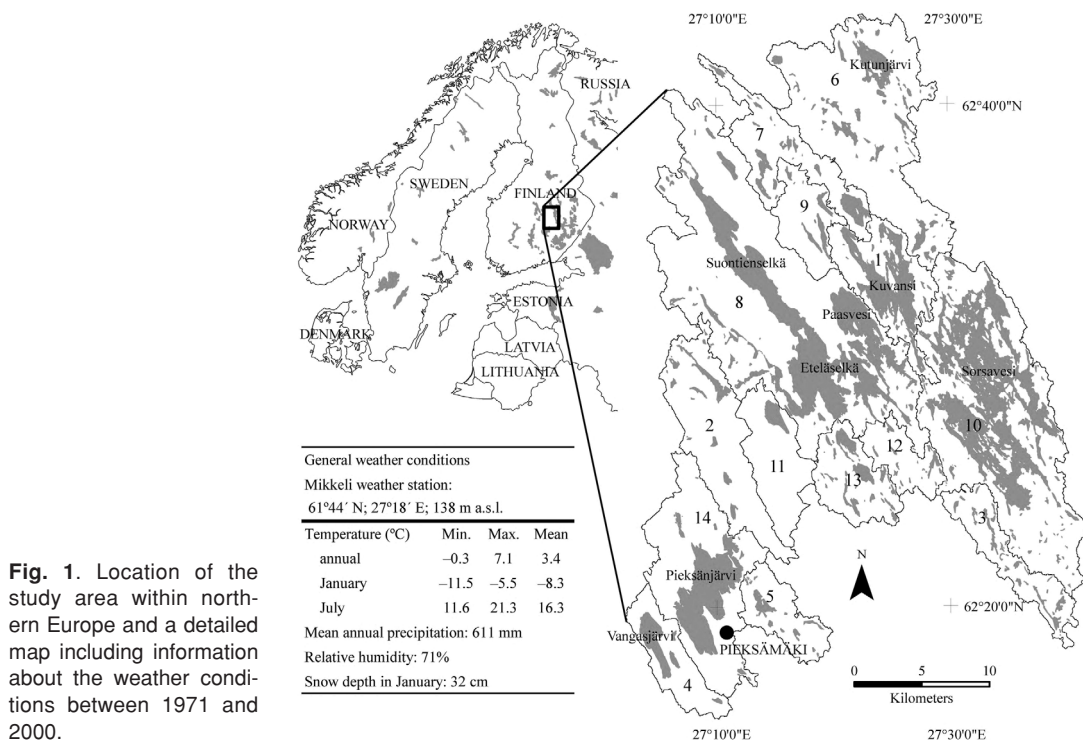 27°10'0"E
27°30'0"E
RUSSIA
Kutunjärvi
6
62°40'0"N
7
SWEDEN
FINLAND
9
NORWAY
1
Suontienselkä
Kuvansi
8
Paasvesi
ESTONIA
DENMARK
LATVIA
Eteläselkä
Sorsavesi
LITHUANIA
2
10
12
11
13
General weather conditions
Mikkeli weather station:
61º44´ N; 27º18´ E; 138 m a.s.l.
14
3
Temperature (ºC) Min. Max. Mean
annual –0.3 7.1 3.4
January –11.5 –5.5 –8.3
July 11.6 21.3 16.3
Mean annual precipitation: 611 mm
Relative humidity: 71%
Snow depth in January: 32 cm
N
Pieksänjärvi
5
62°20'0"N
Vangasjärvi
PIEKSÄMÄKI
4
0 5 10
Kilometers
27°10'0"E
27°30'0"E
Fig. 1. Location of the
study area within north-
ern Europe and a detailed
map including information
about the weather condi-
tions between 1971 and
2000.